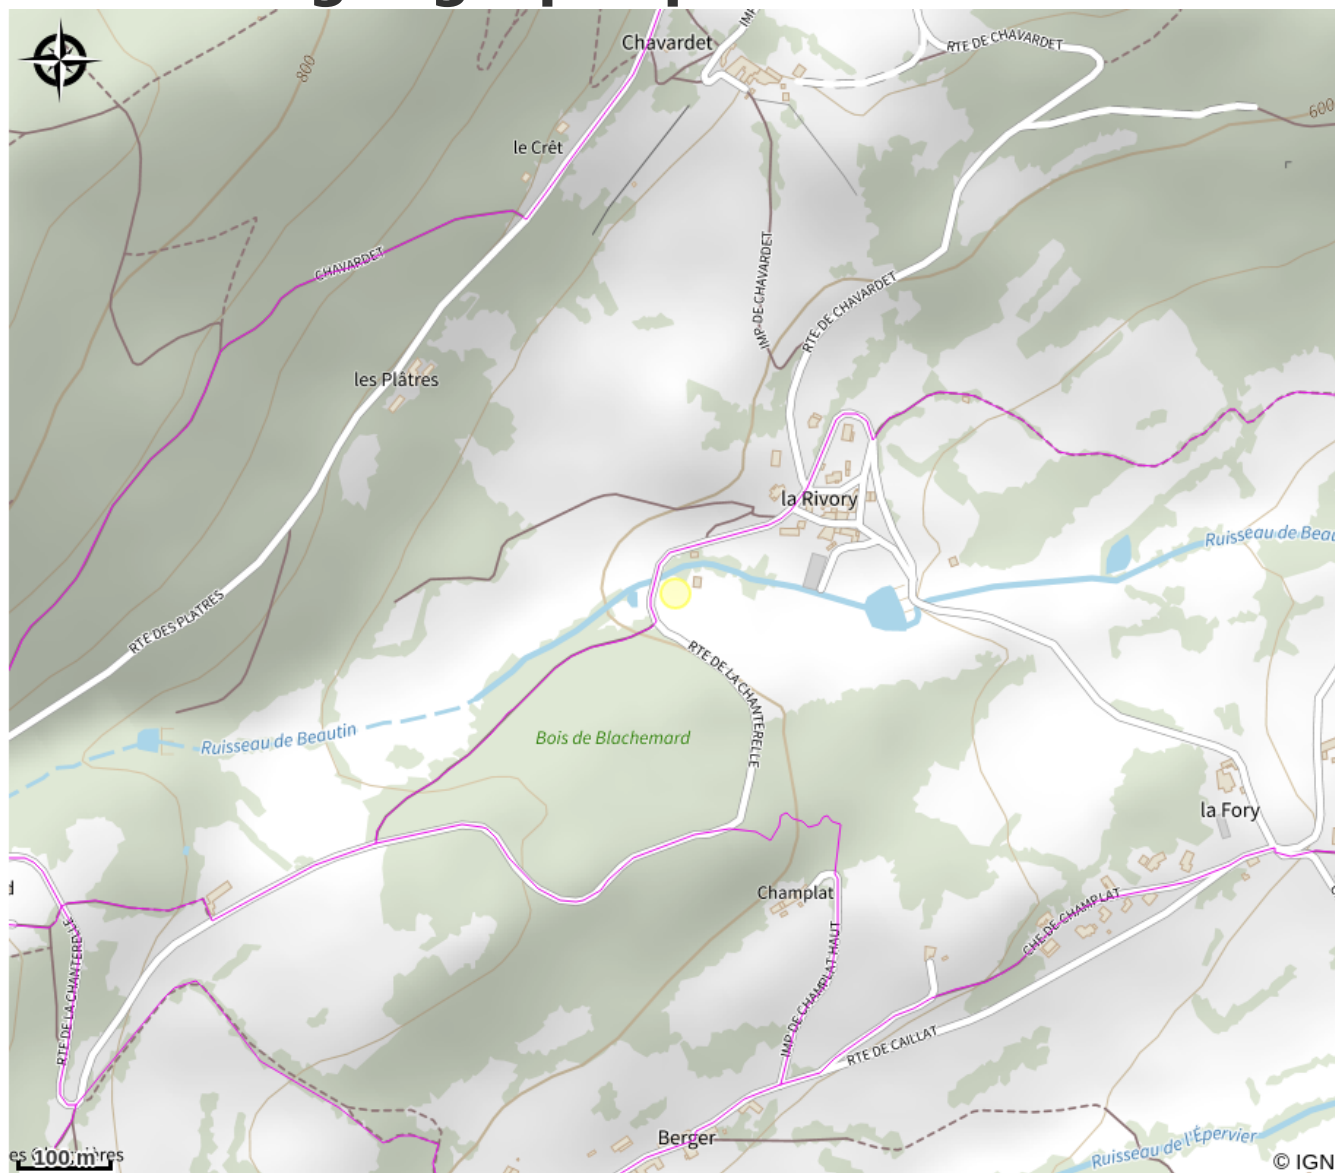 Chavardet
RTE DE CHAVARDET
800
600
le Crêt
IMP-DE-CHAVARDET
CHAVARDET
RTE DE CHAVARDET
les Plâtres
la Rivory
Ruisseau de Beau
RTE DES PLATRES
RTE DE LA CHANTERELLE
Ruisseau de Beautin
Bois de Blachemard
la Fory
Champlat
CHE DE CHAMPLAT
RTE DE LA CHANTERELLE
IMP DE CHAMPLAT HAUT
RTE DE CAILLAT
Berger
Ruisseau de l'Épervier
100 m
© IGN